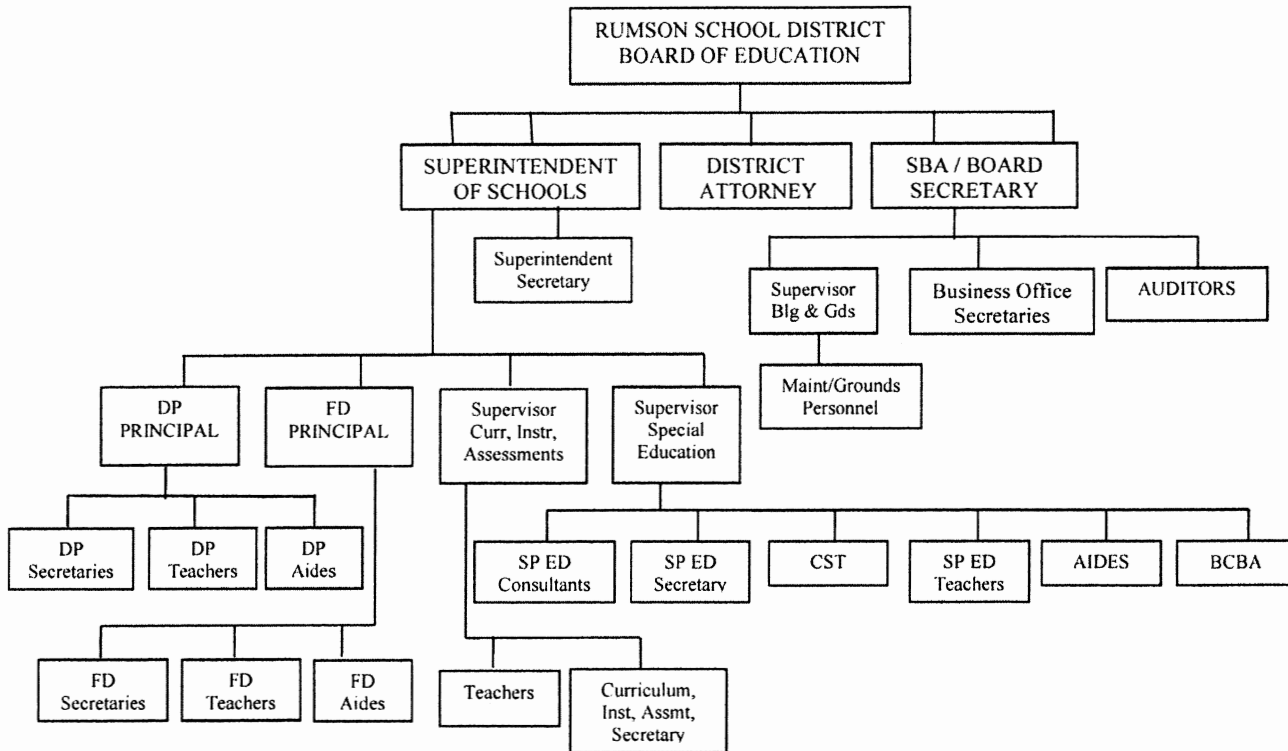 RUMSON SCHOOL DISTRICT
BOARD OF EDUCATION
SUPERINTENDENT
OF SCHOOLS
DISTRICT
ATTORNEY
SBA / BOARD
SECRETARY
Superintendent
Secretary
Supervisor
Blg & Gds
Business Office
Secretaries
AUDITORS
Maint/Grounds
Personnel
DP
PRINCIPAL
FD
PRINCIPAL
Supervisor
Curr, Instr,
Assessments
Supervisor
Special
Education
DP
Secretaries
DP
Teachers
DP
Aides
SP ED
Consultants
SP ED
Secretary
CST
SP ED
Teachers
AIDES
BCBA
FD
Secretaries
FD
Teachers
FD
Aides
Teachers
Curriculum,
Inst, Assmt,
Secretary